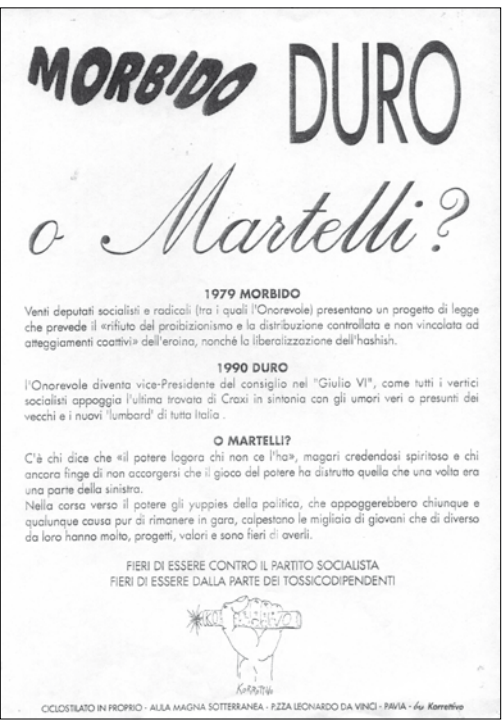 MORBIDO DURO
o Martelli?
1979 MORBIDO
Venti deputati socialisti e radicali (tra i quali l'Onorevole) presentano un progetto di legge
che prevede il «rifiuto del proibizionismo e la distribuzione controllata e non vincolata ad
atteggiamenti coattivi» dell'eroina, nonchè la liberalizzazione dell'hashish.
1990 DURO
l'Onorevole diventa vice-Presidente del consiglio nel "Giulio VI", come tutti i vertici
socialisti appoggia l'ultima trovata di Craxi in sintonia con gli umori veri o presunti dei
vecchi e i nuovi 'lumbard' di tutta Italia .
O MARTELLI?
C'è chi dice che «il potere logora chi non ce l'ha», magari credendosi spiritoso e chi
ancora finge di non accorgersi che il gioco del potere ha distrutto quella che una volta era
una parte della sinistra.
Nella corsa verso il potere gli yuppies della politica, che appoggerebbero chiunque e
qualunque causa pur di rimanere in gara, calpestano le migliaia di giovani che di diverso
da loro hanno molto, progetti, valori e sono fieri di averli.
FIERI DI ESSERE CONTRO IL PARTITO SOCIALISTA
FIERI DI ESSERE DALLA PARTE DEI TOSSICODIPENDENTI
KORRETTIVO
CICLOSTILATO IN PROPRIO - AULA MAGNA SOTTERRANEA - P.ZZA LEONARDO DA VINCI - PAVIA - Korrettivo